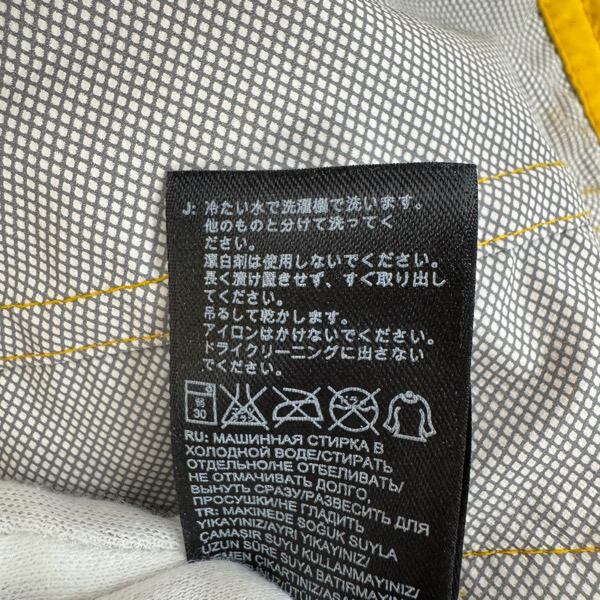 J: 冷たい水で洗濯機で洗います。
他のものと分けて洗ってく
ださい。
漂白剤は使用しないでください。
長く漬け置きせず、すぐ取り出し
てください。
吊るして乾かします。
アイロンはかけないでください。
ドライクリーニングに出さない
でください。
30
RU: МАШИННАЯ СТИРКА В
ХОЛОДНОЙ ВОДЕ/СТИРАТЬ
ОТДЕЛЬНО/НЕ ОТБЕЛИВАТЬ/
НЕ ОТМАЧИВАТЬ ДОЛГО,
ВЫНУТЬ СРАЗУ/РАЗВЕСИТЬ ДЛЯ
ПРОСУШКИ/НЕ ГЛАДИТЬ
TR: MAKINEDE SOĞUK SUYLA
YIKAYINIZ/AYRI YIKAYINIZ/
ÇAMAŞIR SUYU KULLANMAYINIZ/
UZUN SÜRE SUYA BATIRMAYIN/